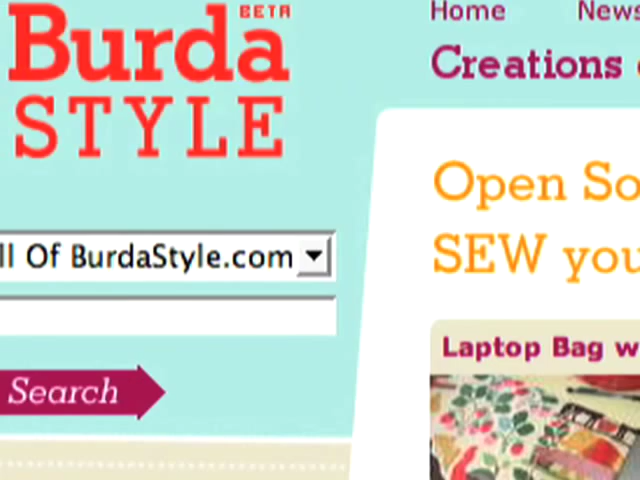 Burda BETA
STYLE
Home News
Creations
ll Of BurdaStyle.com
Search
Open So
SEW you
Laptop Bag w